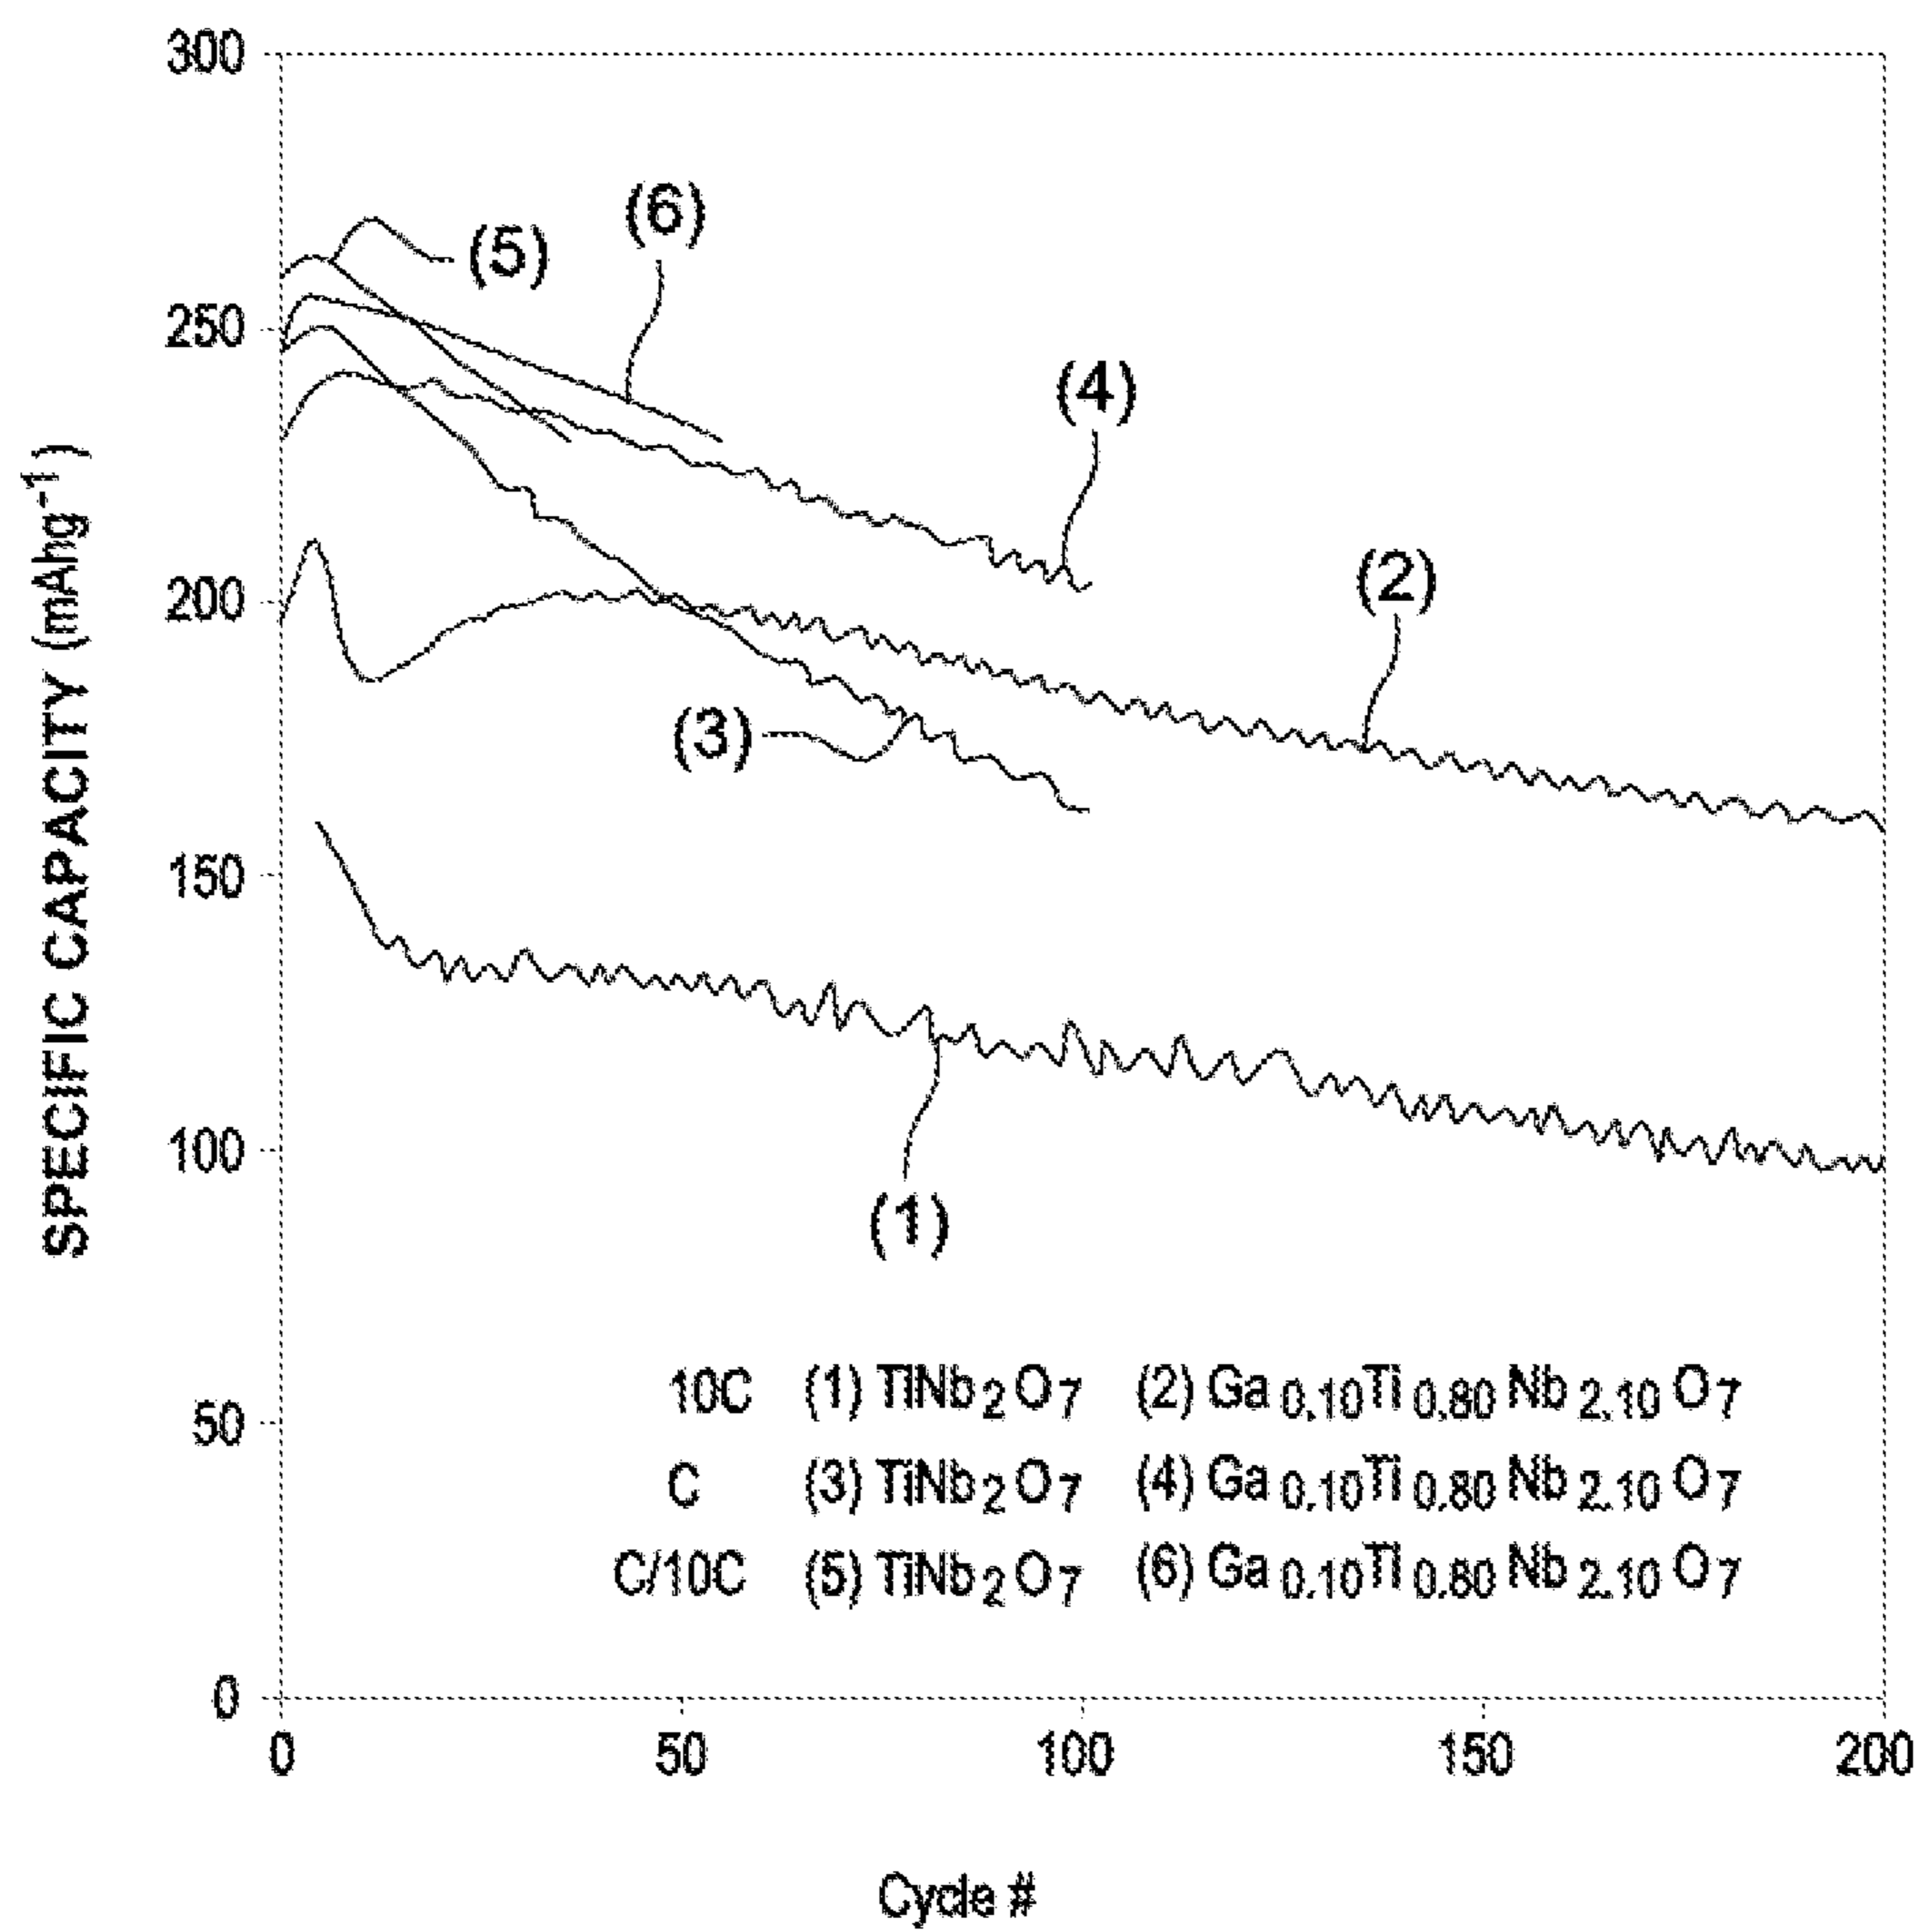 300
250
200
150
100
50
0
SPECIFIC CAPACITY (mAhg⁻¹)
(5)
(6)
(4)
(2)
(3)
(1)
10C (1) TiNb₂O₇ (2) Ga₀.₁₀Ti₀.₈₀Nb₂.₁₀O₇
C (3) TiNb₂O₇ (4) Ga₀.₁₀Ti₀.₈₀Nb₂.₁₀O₇
C/10C (5) TiNb₂O₇ (6) Ga₀.₁₀Ti₀.₈₀Nb₂.₁₀O₇
0 50 100 150 200
Cycle #